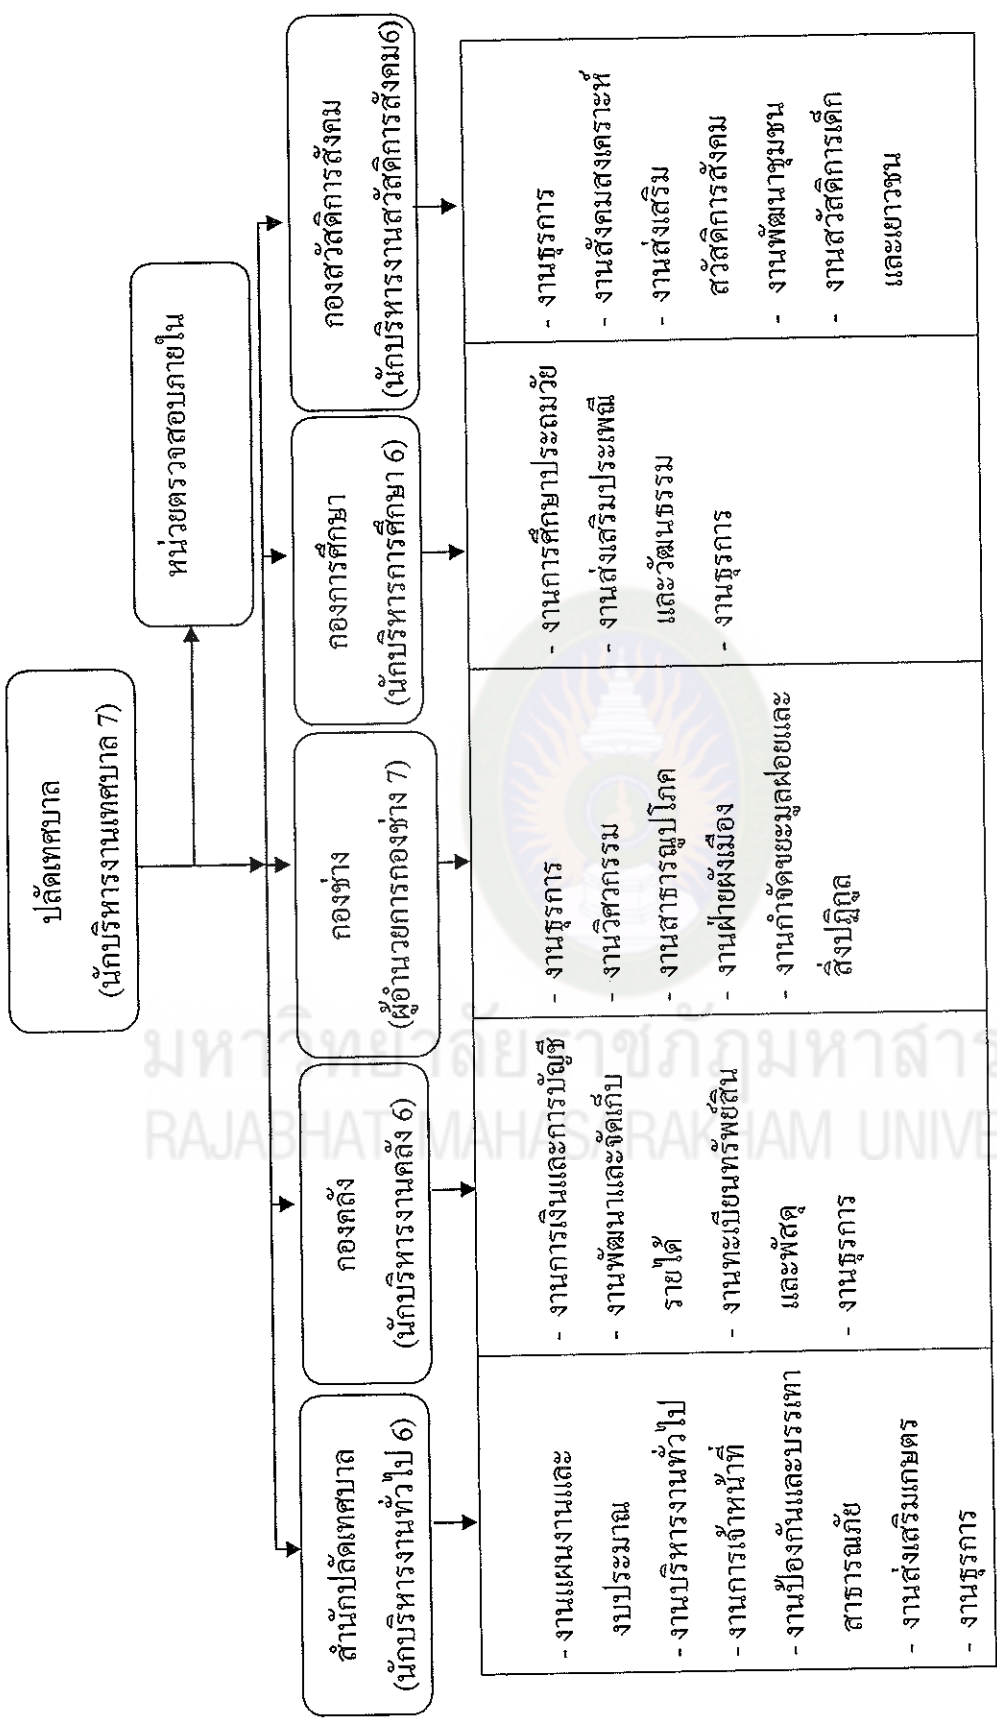 ปลัดเทศบาล
(นักบริหารงานเทศบาล 7)
หน่วยตรวจสอบภายใน
สำนักปลัดเทศบาล
(นักบริหารงานทั่วไป 6)
กองคลัง
(นักบริหารงานคลัง 6)
กองช่าง
(ผู้อำนวยการกองช่าง 7)
กองการศึกษา
(นักบริหารการศึกษา 6)
กองสวัสดิการสังคม
(นักบริหารงานสวัสดิการสังคม6)
- งานแผนงานและ
งบประมาณ
- งานบริหารงานทั่วไป
- งานการเจ้าหน้าที่
- งานป้องกันและบรรเทา
สาธารณภัย
- งานส่งเสริมเกษตร
- งานธุรการ
- งานการเงินและการบัญชี
- งานพัฒนาและจัดเก็บ
รายได้
- งานทะเบียนทรัพย์สิน
และพัสดุ
- งานธุรการ
- งานธุรการ
- งานวิศวกรรม
- งานสาธารณูปโภค
- งานฝ่ายผังเมือง
- งานกำจัดขยะมูลฝอยและ
สิ่งปฏิกูล
- งานการศึกษาประถมวัย
- งานส่งเสริมประเพณี
และวัฒนธรรม
- งานธุรการ
- งานธุรการ
- งานสังคมสงเคราะห์
- งานส่งเสริม
สวัสดิการสังคม
- งานพัฒนาชุมชน
- งานสวัสดิการเด็ก
และเยาวชน
มหาวิทยาลัยราชภัฏมหาสาร
RAJABHAT MAHASARAKHAM UNIVE